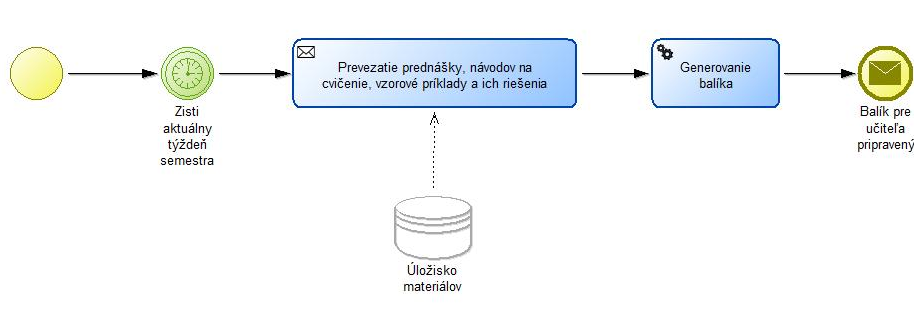 Zisti
aktuálny
týždeň
semestra
Prevezatie prednášky, návodov na
cvičenie, vzorové príklady a ich riešenia
Generovanie
balíka
Balík pre
učiteľa
pripravený
Úložisko
materiálov